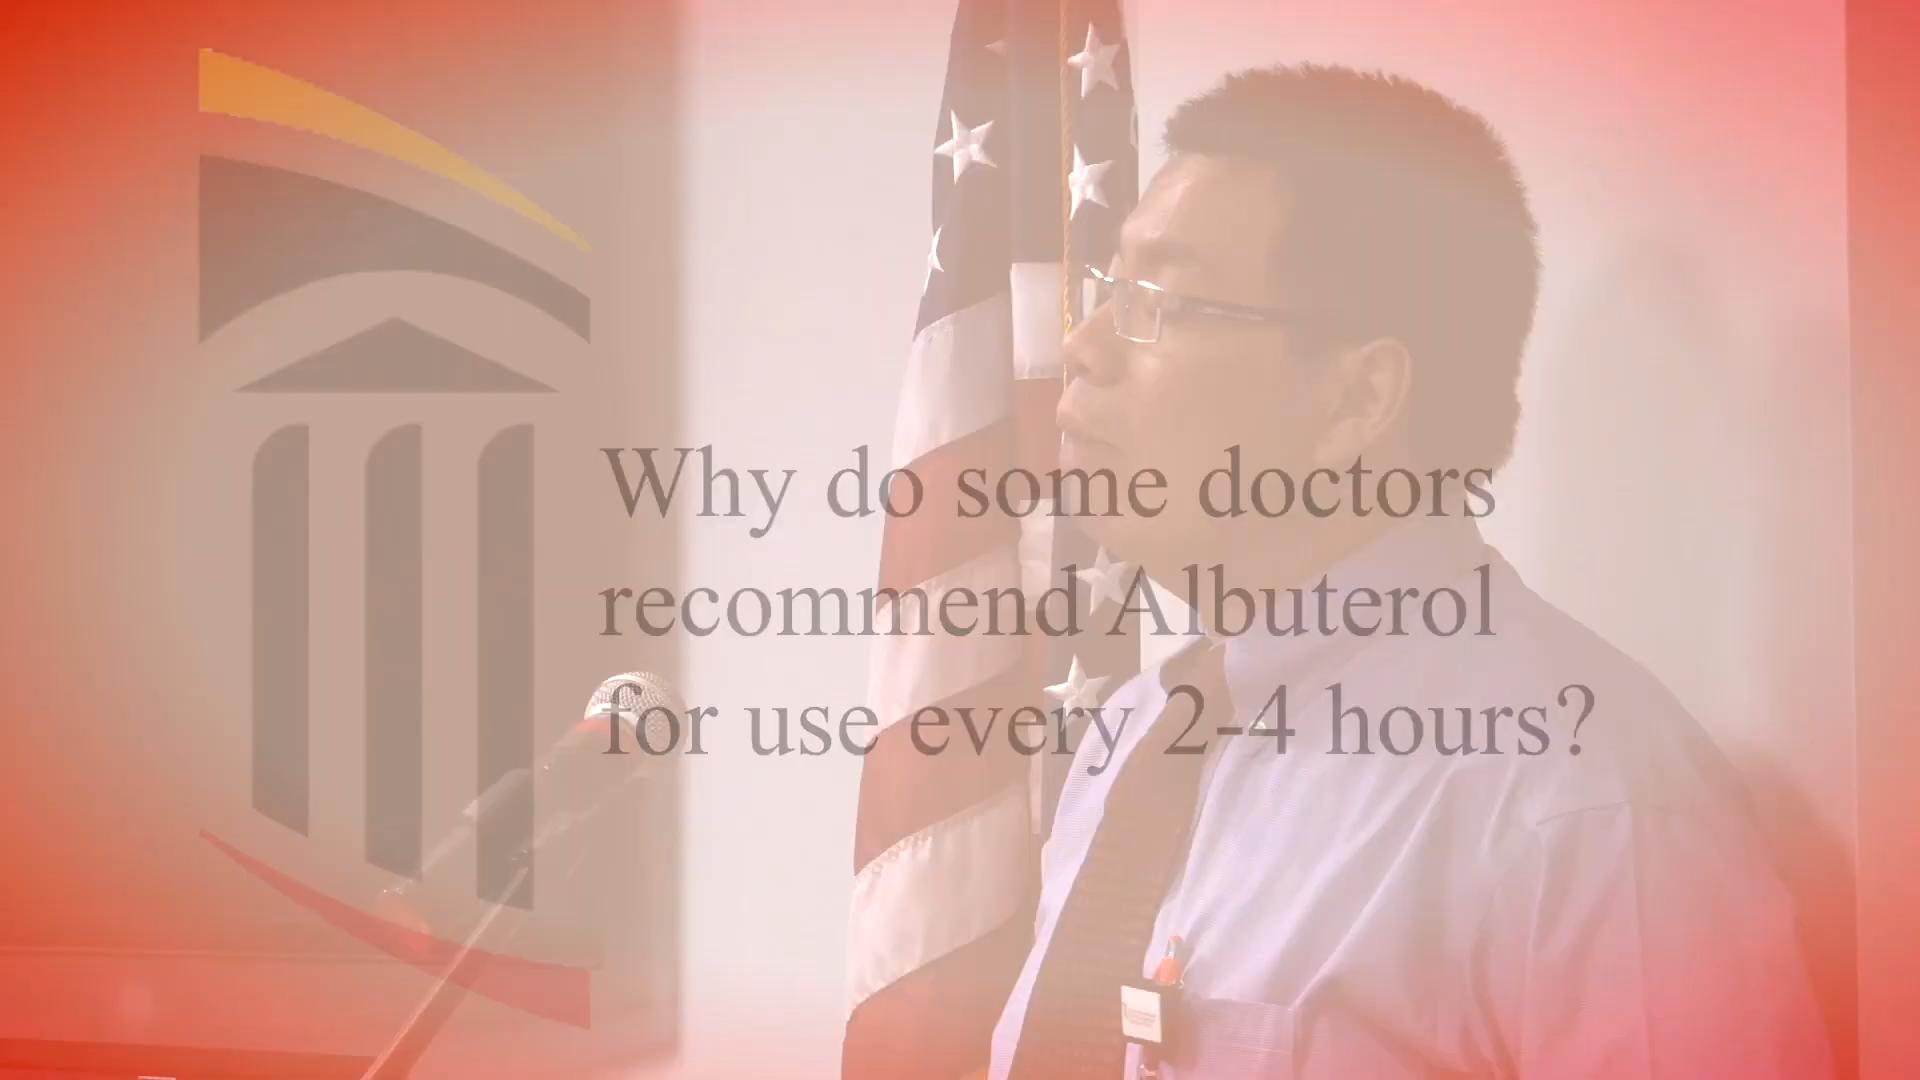 Why do some doctors
recommend Albuterol
for use every 2-4 hours?